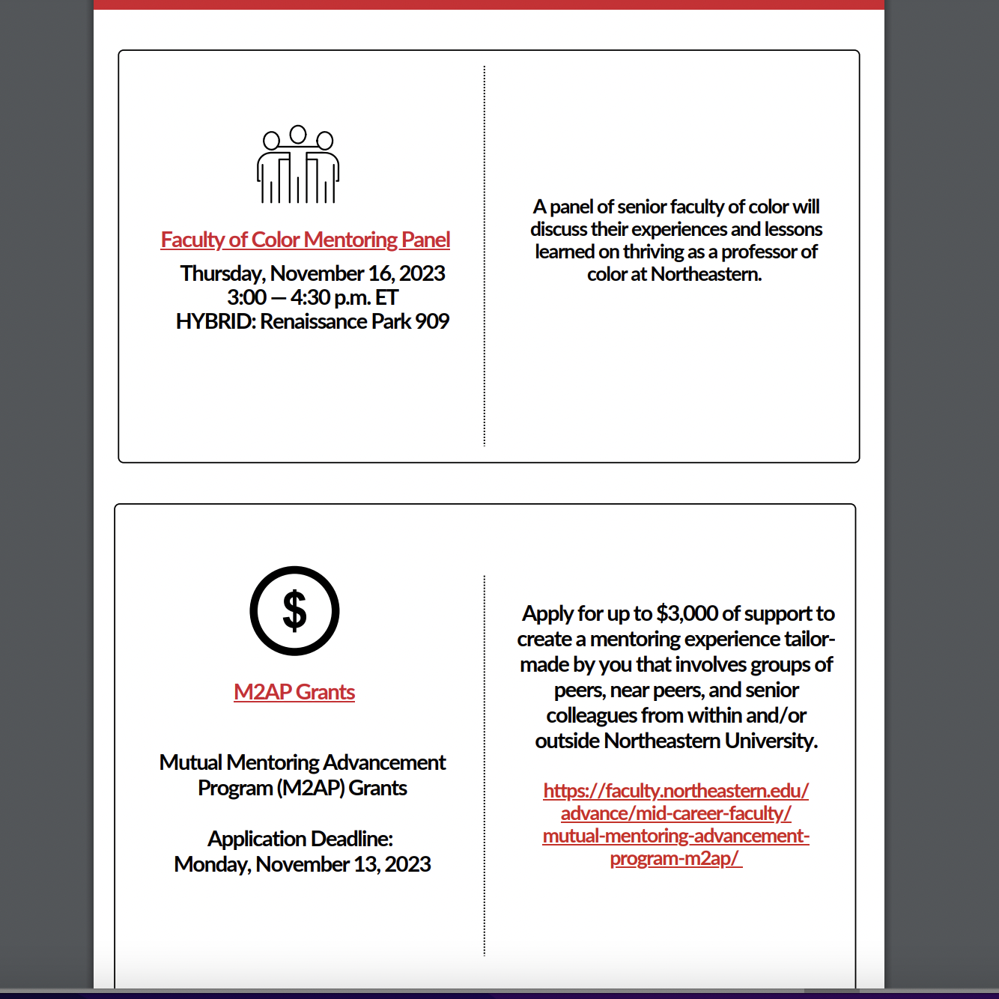 Faculty of Color Mentoring Panel
Thursday, November 16, 2023
3:00 — 4:30 p.m. ET
HYBRID: Renaissance Park 909
A panel of senior faculty of color will
discuss their experiences and lessons
learned on thriving as a professor of
color at Northeastern.
$
M2AP Grants
Mutual Mentoring Advancement
Program (M2AP) Grants
Application Deadline:
Monday, November 13, 2023
Apply for up to $3,000 of support to
create a mentoring experience tailor-
made by you that involves groups of
peers, near peers, and senior
colleagues from within and/or
outside Northeastern University.
https://faculty.northeastern.edu/
advance/mid-career-faculty/
mutual-mentoring-advancement-
program-m2ap/